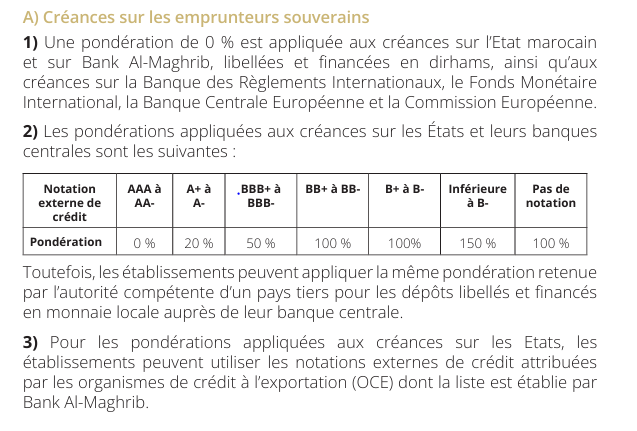 A) Créances sur les emprunteurs souverains
1) Une pondération de 0 % est appliquée aux créances sur l’Etat marocain
et sur Bank Al-Maghrib, libellées et financées en dirhams, ainsi qu’aux
créances sur la Banque des Règlements Internationaux, le Fonds Monétaire
International, la Banque Centrale Européenne et la Commission Européenne.
2) Les pondérations appliquées aux créances sur les États et leurs banques
centrales sont les suivantes :
Notation externe de crédit | AAA à AA- | A+ à A- | BBB+ à BBB- | BB+ à BB- | B+ à B- | Inférieure à B- | Pas de notation
Pondération | 0 % | 20 % | 50 % | 100 % | 100% | 150 % | 100 %
Toutefois, les établissements peuvent appliquer la même pondération retenue
par l’autorité compétente d’un pays tiers pour les dépôts libellés et financés
en monnaie locale auprès de leur banque centrale.
3) Pour les pondérations appliquées aux créances sur les Etats, les
établissements peuvent utiliser les notations externes de crédit attribuées
par les organismes de crédit à l’exportation (OCE) dont la liste est établie par
Bank Al-Maghrib.